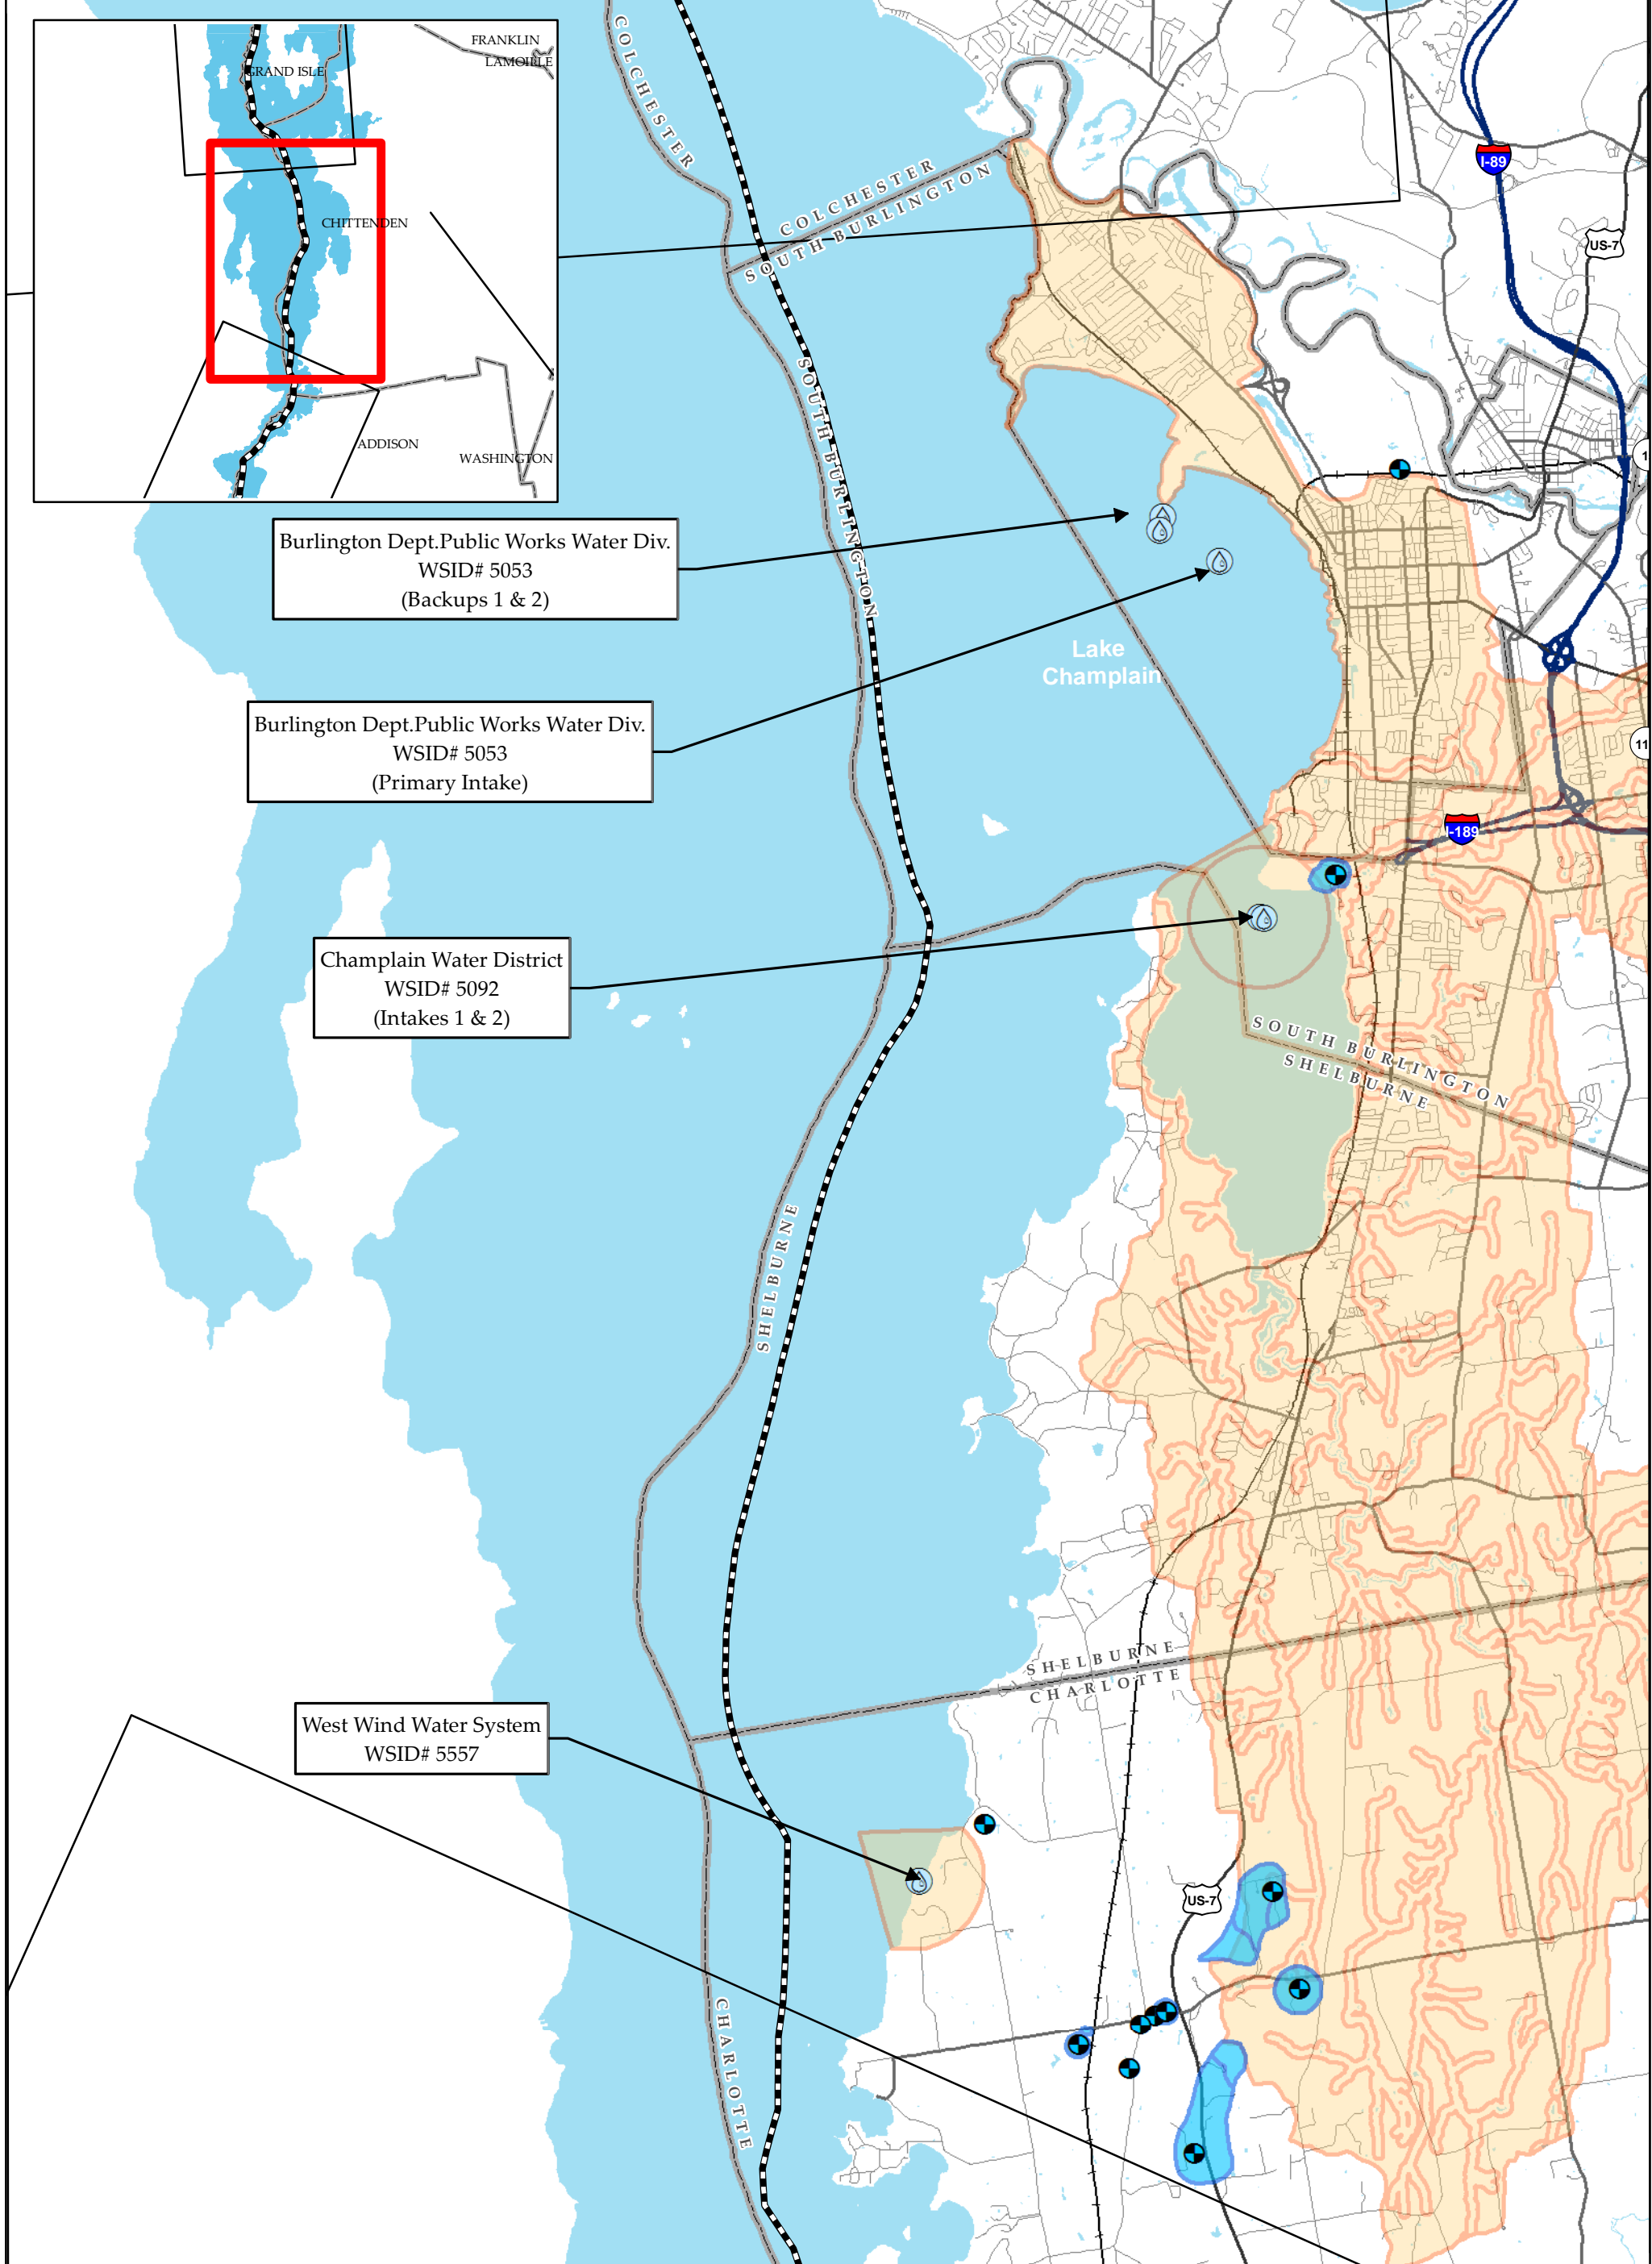 FRANKLIN
LAMOILLE
GRAND ISLE
CHITTENDEN
ADDISON
WASHINGTON
COLCHESTER
COLCHESTER
SOUTH BURLINGTON
I-89
US-7
SOUTH BURLINGTON
Burlington Dept.Public Works Water Div.
WSID# 5053
(Backups 1 & 2)
Lake
Champlain
Burlington Dept.Public Works Water Div.
WSID# 5053
(Primary Intake)
11
I-189
Champlain Water District
WSID# 5092
(Intakes 1 & 2)
SOUTH BURLINGTON
SHELBURNE
SHELBURNE
SHELBURNE
CHARLOTTE
West Wind Water System
WSID# 5557
US-7
CHARLOTTE